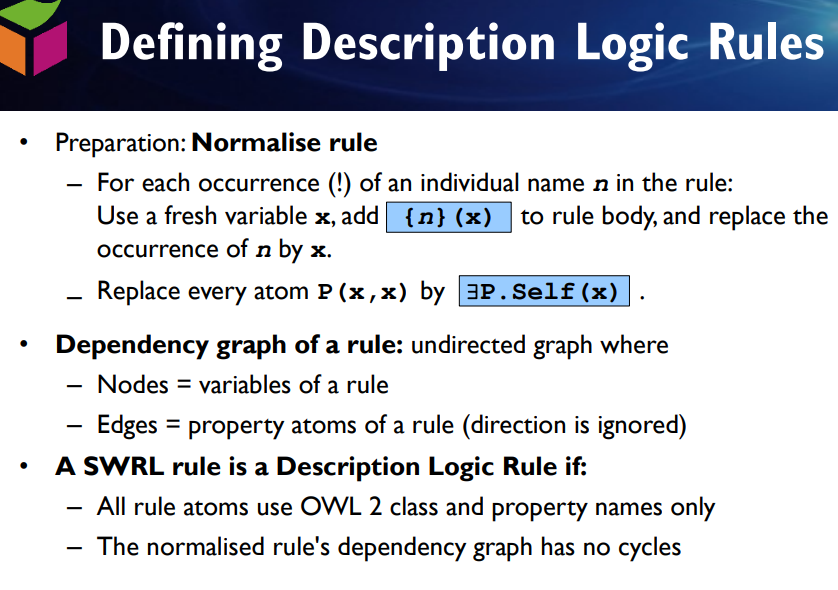 Defining Description Logic Rules
• Preparation: Normalise rule
– For each occurrence (!) of an individual name n in the rule:
Use a fresh variable x, add {n}(x) to rule body, and replace the
occurrence of n by x.
– Replace every atom P(x,x) by ∃P.Self(x) .
• Dependency graph of a rule: undirected graph where
– Nodes = variables of a rule
– Edges = property atoms of a rule (direction is ignored)
• A SWRL rule is a Description Logic Rule if:
– All rule atoms use OWL 2 class and property names only
– The normalised rule's dependency graph has no cycles